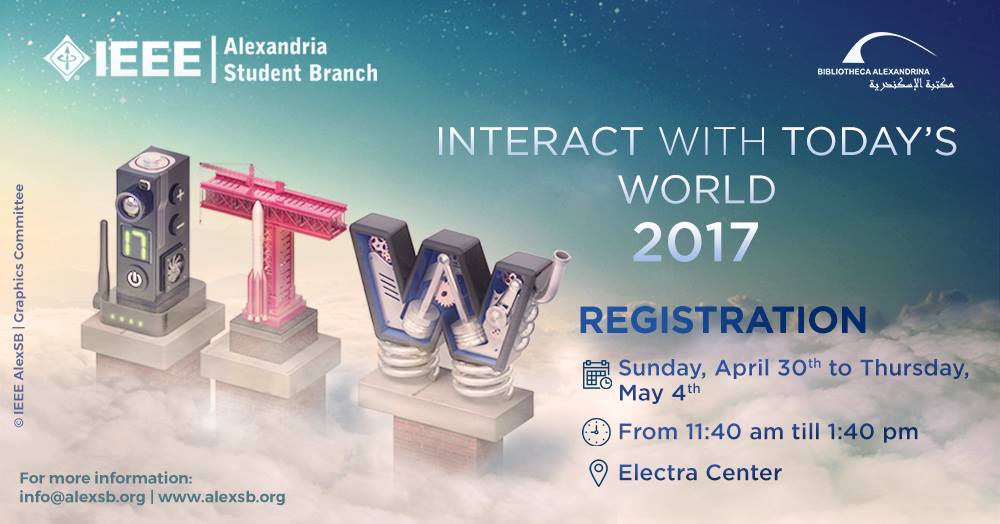 IEEE
Alexandria
Student Branch
BIBLIOTHECA ALEXANDRINA
مكتبة الإسكندرية
INTERACT WITH TODAY'S
WORLD
2017
ITW
n
REGISTRATION
Sunday, April 30th to Thursday,
May 4th
From 11:40 am till 1:40 pm
Electra Center
© IEEE AlexSB | Graphics Committee
For more information:
info@alexsb.org | www.alexsb.org